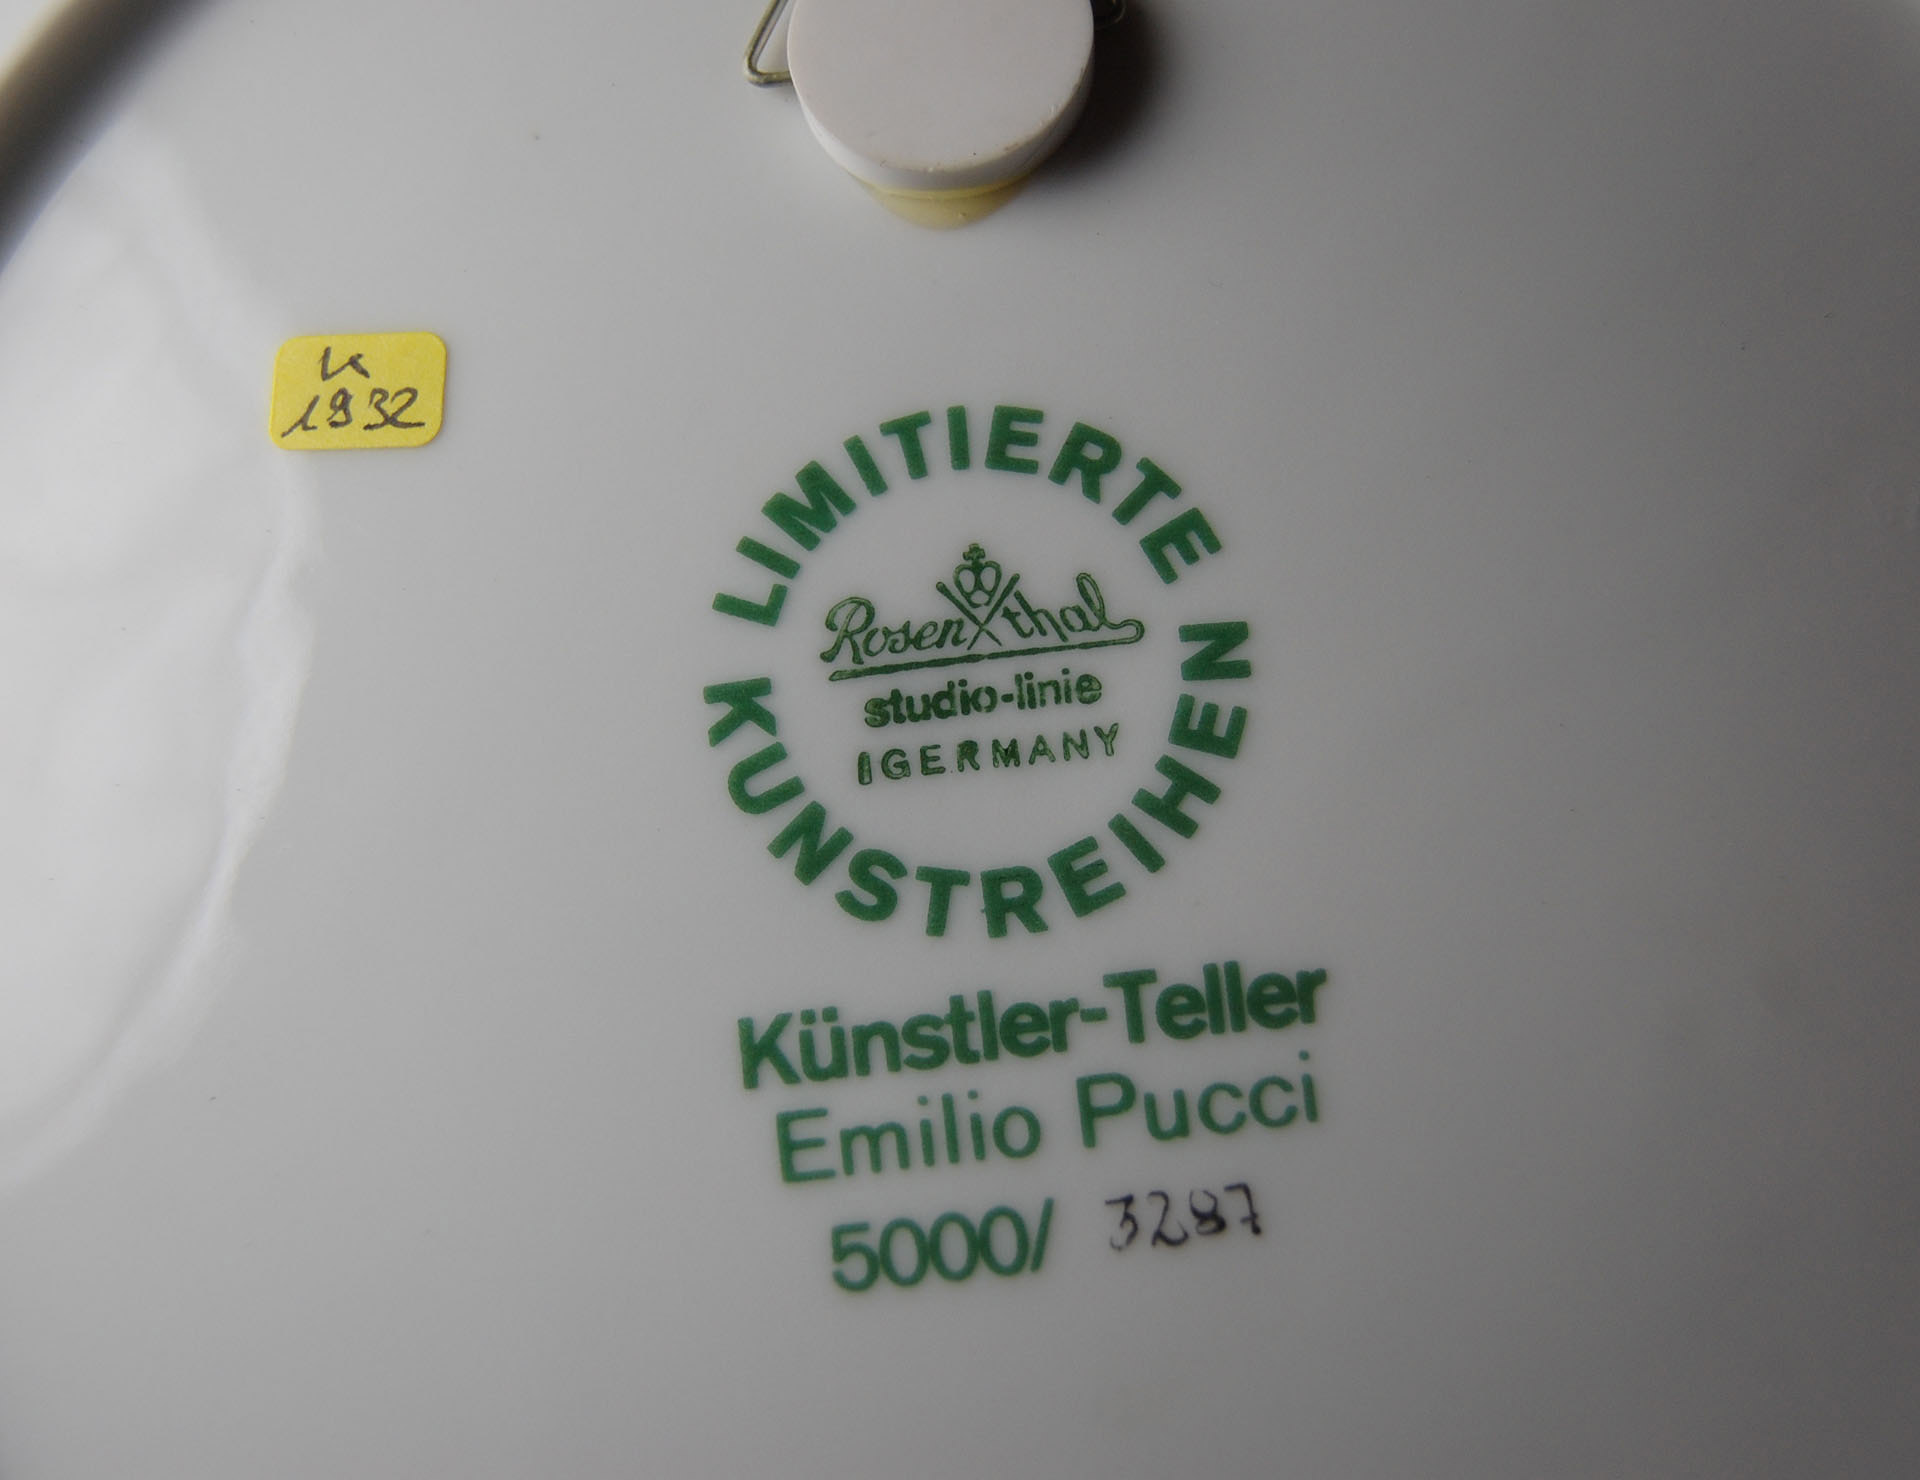 K
1932
LIMITIERTE
KUNSTREIHEN
Rosenthal
studio-linie
IGERMANY
Künstler-Teller
Emilio Pucci
5000/ 3287